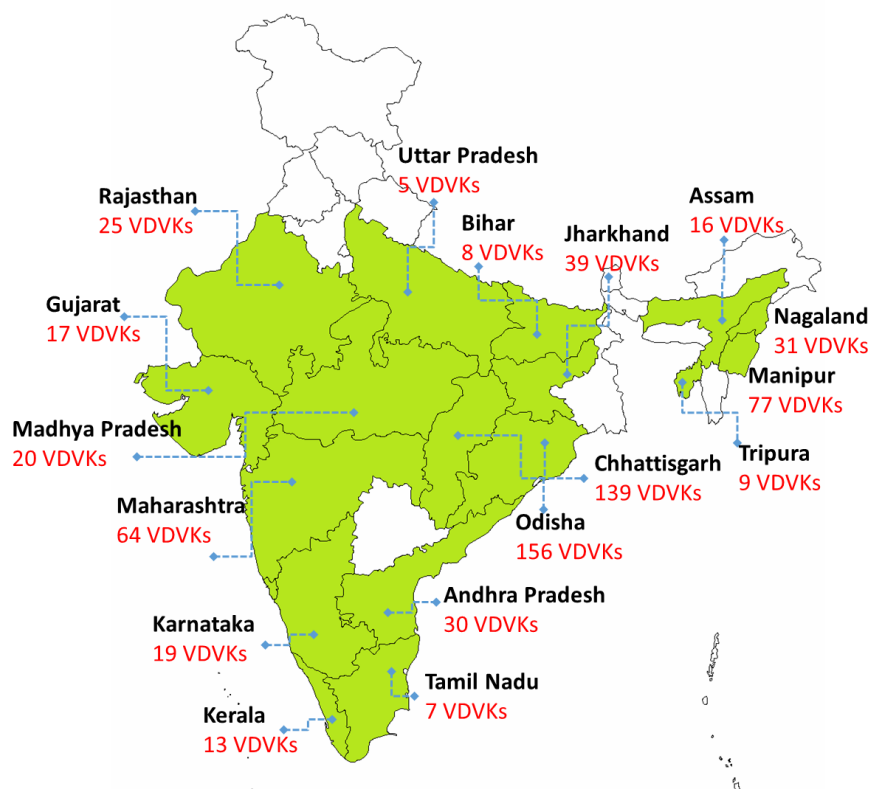 Uttar Pradesh
5 VDVKs
Rajasthan
25 VDVKs
Assam
16 VDVKs
Bihar
8 VDVKs
Jharkhand
39 VDVKs
Gujarat
17 VDVKs
Nagaland
31 VDVKs
Manipur
77 VDVKs
Madhya Pradesh
20 VDVKs
Tripura
9 VDVKs
Chhattisgarh
139 VDVKs
Maharashtra
64 VDVKs
Odisha
156 VDVKs
Andhra Pradesh
30 VDVKs
Karnataka
19 VDVKs
Tamil Nadu
7 VDVKs
Kerala
13 VDVKs